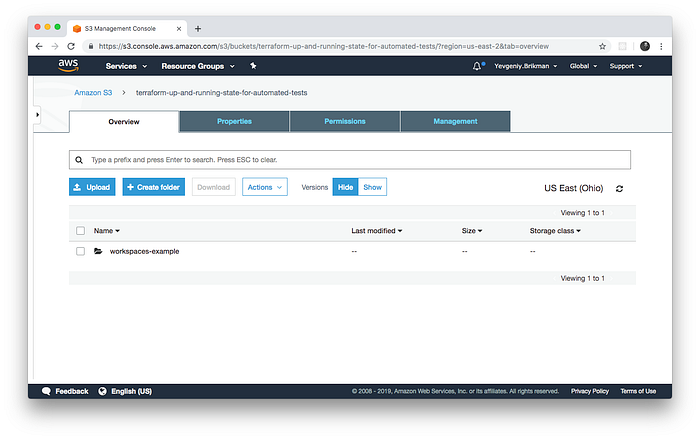 S3 Management Console
https://s3.console.aws.amazon.com/s3/buckets/terraform-up-and-running-state-for-automated-tests/?region=us-east-2&tab=overview
aws Services Resource Groups Yevgeniy.Brikman Global Support
Amazon S3 > terraform-up-and-running-state-for-automated-tests
Overview Properties Permissions Management
Type a prefix and press Enter to search. Press ESC to clear.
Upload + Create folder Download Actions Versions Hide Show US East (Ohio)
Viewing 1 to 1
Name Last modified Size Storage class
workspaces-example -- -- --
Viewing 1 to 1
Feedback English (US) © 2008 - 2019, Amazon Web Services, Inc. or its affiliates. All rights reserved. Privacy Policy Terms of Use